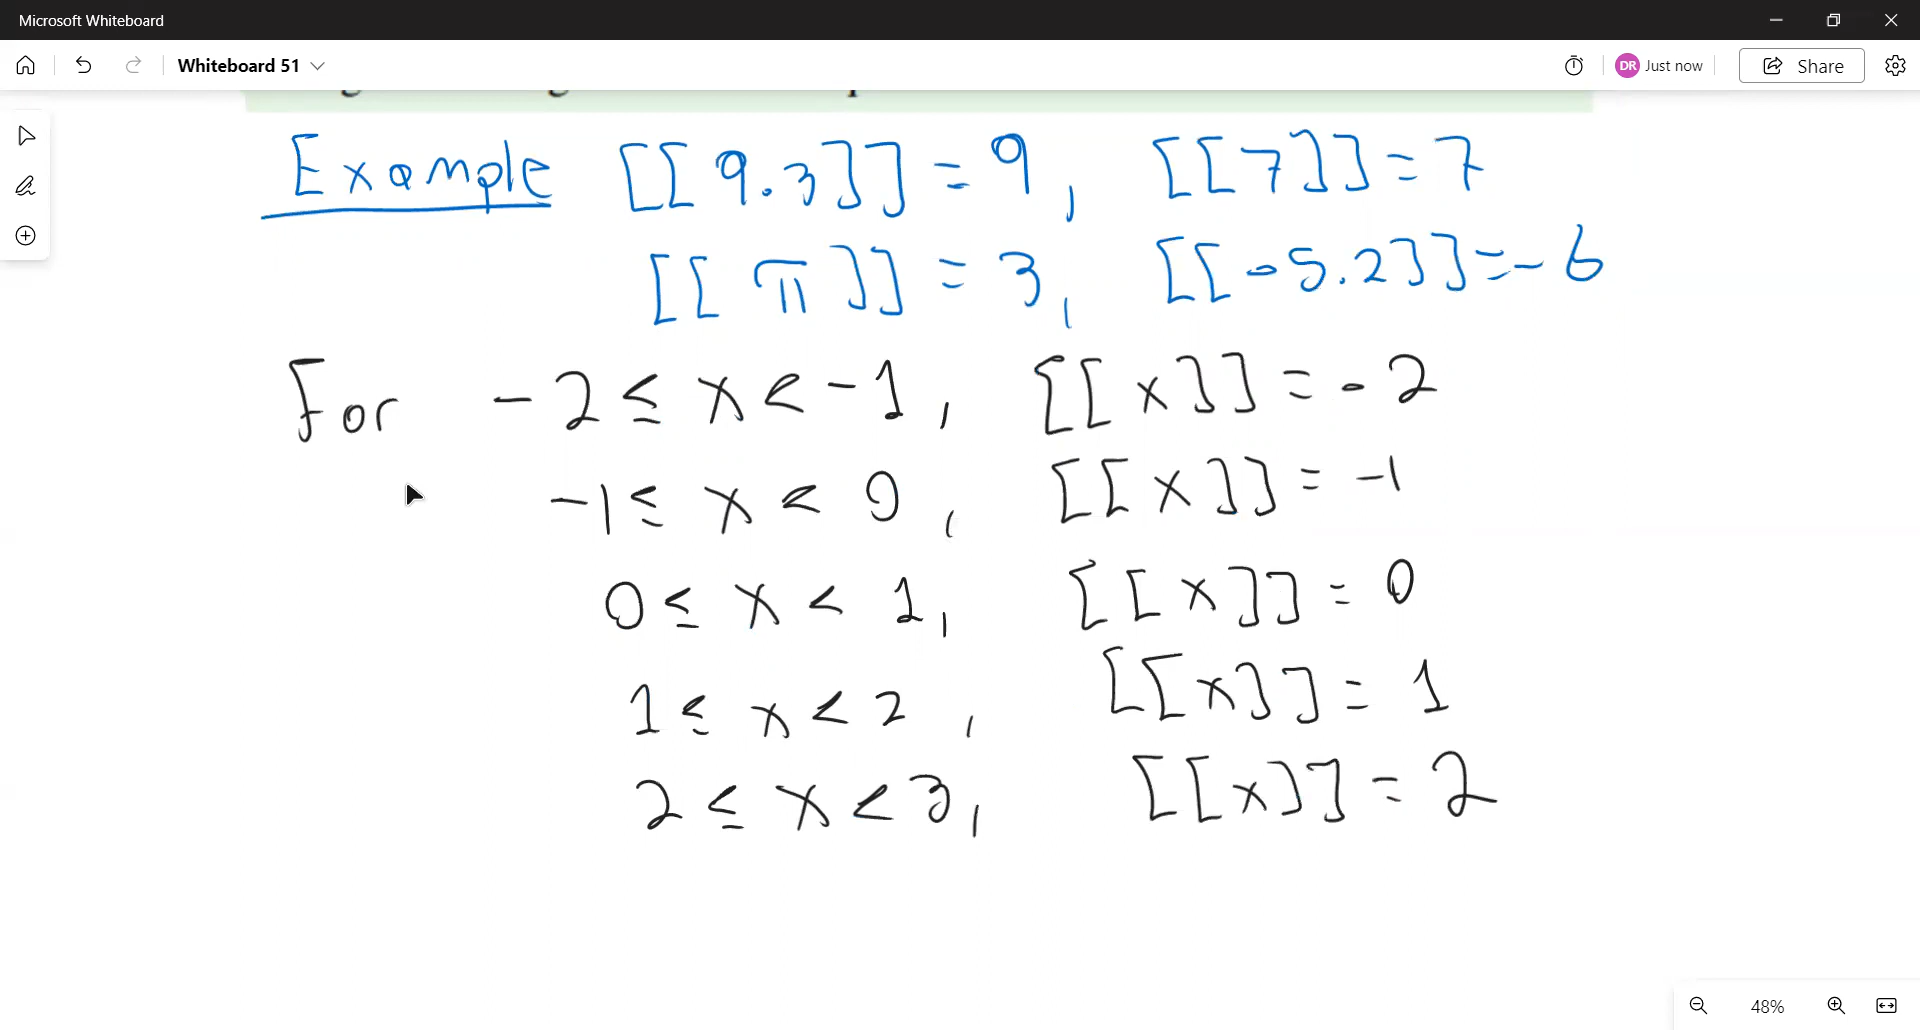 Microsoft Whiteboard
Whiteboard 51
DR Just now
Share
Example [[9.3]] = 9, [[7]] = 7
[[π]] = 3, [[-5.2]] = -6
For -2 ≤ x < -1, [[x]] = -2
-1 ≤ x < 0, [[x]] = -1
0 ≤ x < 1, [[x]] = 0
1 ≤ x < 2, [[x]] = 1
2 ≤ x < 3, [[x]] = 2
48%